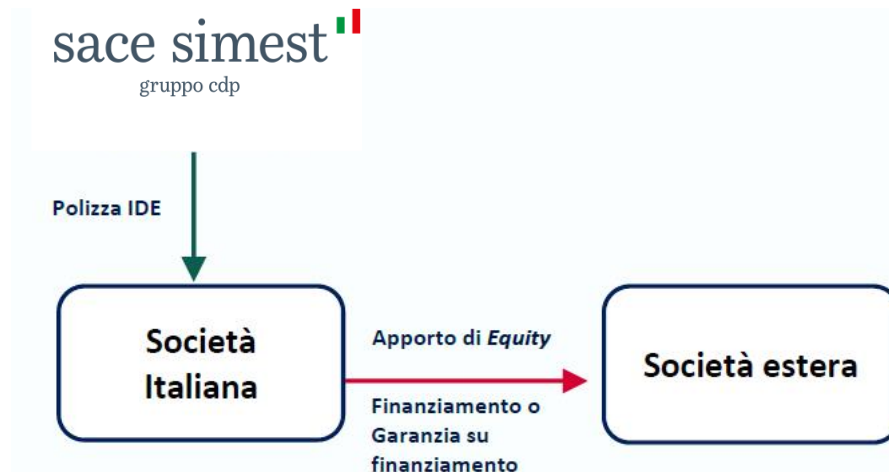 sace simest
gruppo cdp
Polizza IDE
Società
Italiana
Apporto di Equity
Finanziamento o
Garanzia su
finanziamento
Società estera